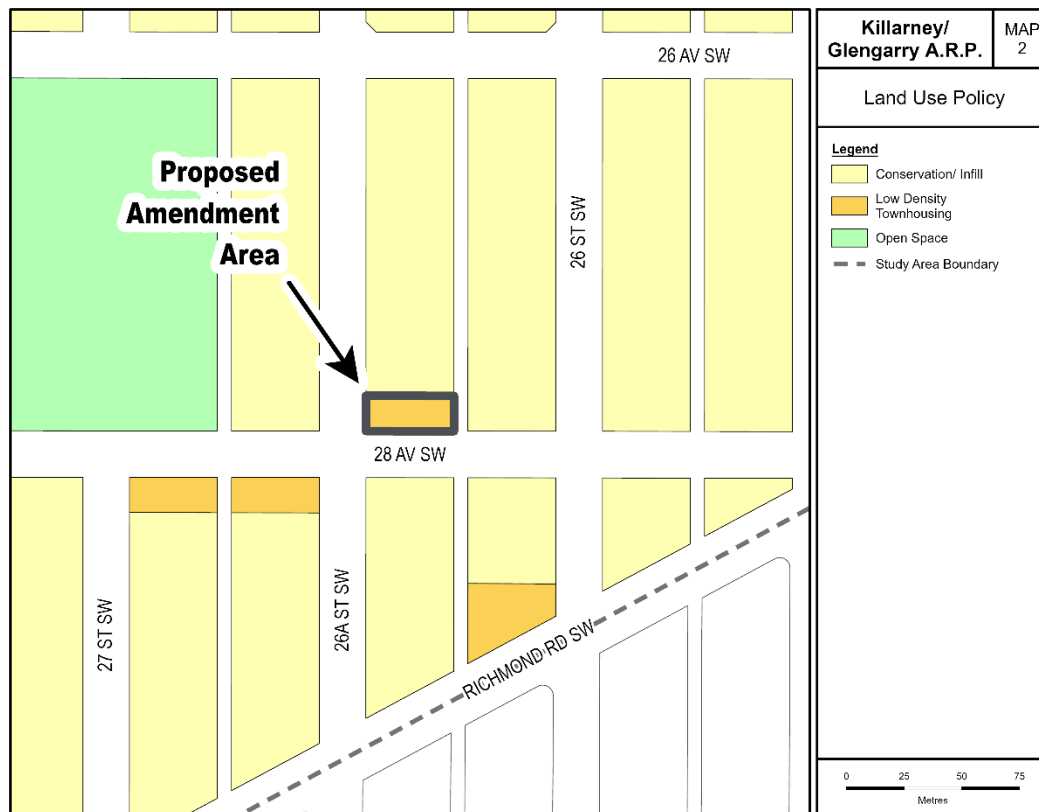 26 AV SW
Proposed
Amendment
Area
26 ST SW
28 AV SW
27 ST SW
26A ST SW
RICHMOND RD SW
Killarney/
Glengarry A.R.P.
MAP
2
Land Use Policy
Legend
Conservation/ Infill
Low Density
Townhousing
Open Space
Study Area Boundary
0 25 50 75
Metres